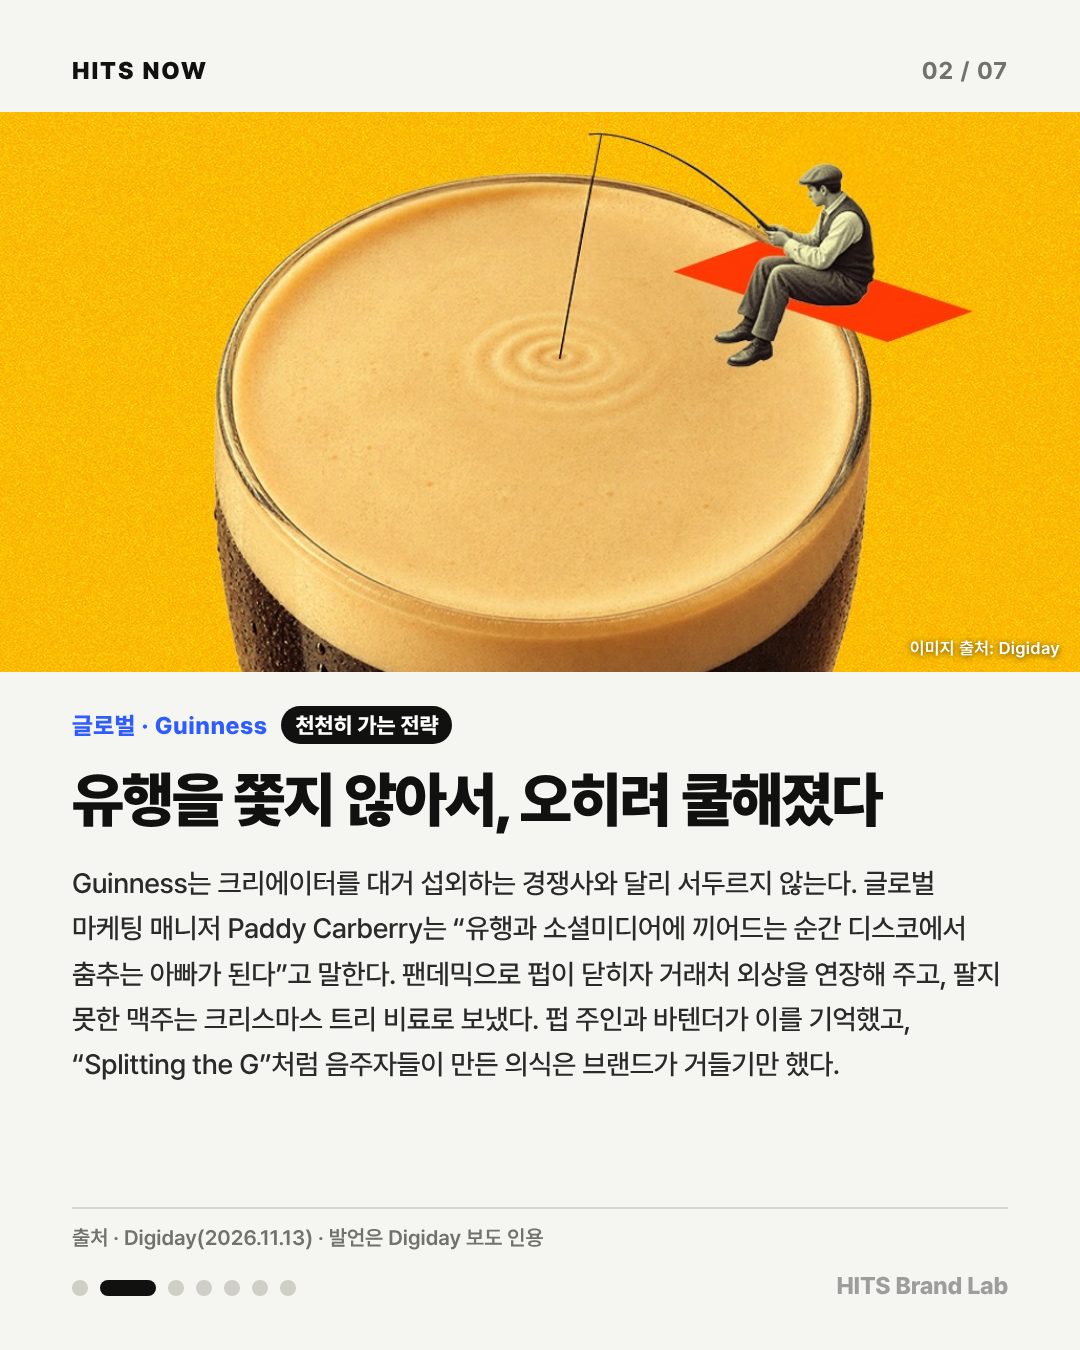 HITS NOW
02 / 07
이미지 출처: Digiday
글로벌 · Guinness 천천히 가는 전략
유행을 쫓지 않아서, 오히려 쿨해졌다
Guinness는 크리에이터를 대거 섭외하는 경쟁사와 달리 서두르지 않는다. 글로벌
마케팅 매니저 Paddy Carberry는 “유행과 소셜미디어에 끼어드는 순간 디스코에서
춤추는 아빠가 된다”고 말한다. 팬데믹으로 펍이 닫히자 거래처 외상을 연장해 주고, 팔지
못한 맥주는 크리스마스 트리 비료로 보냈다. 펍 주인과 바텐더가 이를 기억했고,
“Splitting the G”처럼 음주자들이 만든 의식은 브랜드가 거들기만 했다.
출처 · Digiday(2026.11.13) · 발언은 Digiday 보도 인용
HITS Brand Lab